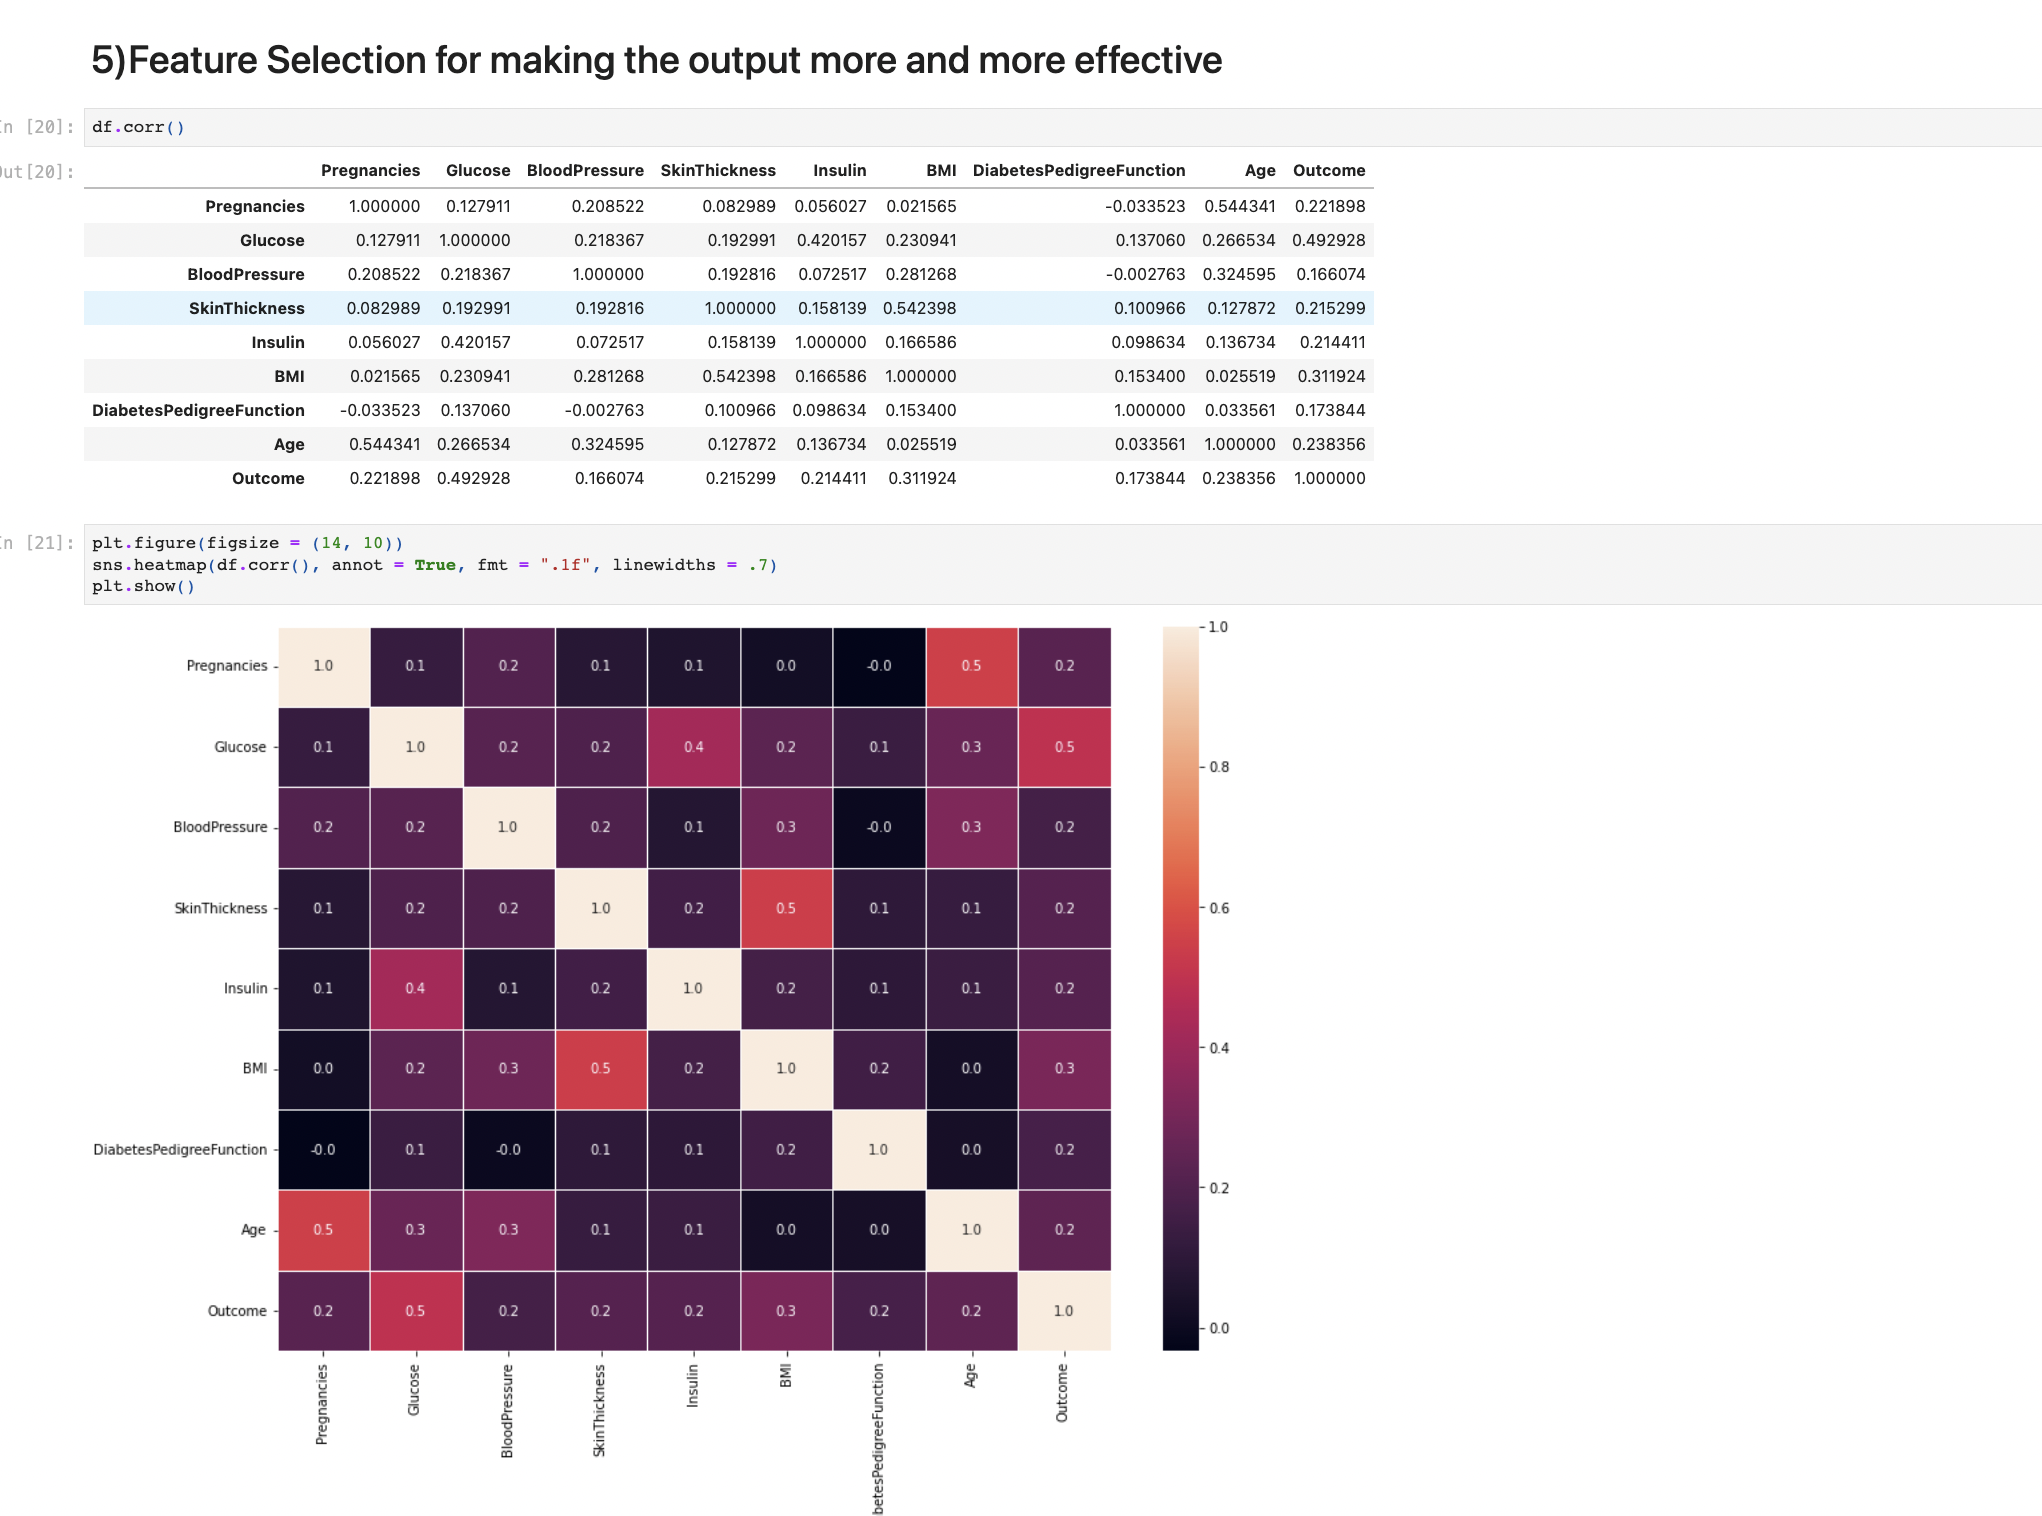 5)Feature Selection for making the output more and more effective
In [20]: df.corr()
Out[20]:
Pregnancies Glucose BloodPressure SkinThickness Insulin BMI DiabetesPedigreeFunction Age Outcome
Pregnancies 1.000000 0.127911 0.208522 0.082989 0.056027 0.021565 -0.033523 0.544341 0.221898
Glucose 0.127911 1.000000 0.218367 0.192991 0.420157 0.230941 0.137060 0.266534 0.492928
BloodPressure 0.208522 0.218367 1.000000 0.192816 0.072517 0.281268 -0.002763 0.324595 0.166074
SkinThickness 0.082989 0.192991 0.192816 1.000000 0.158139 0.542398 0.100966 0.127872 0.215299
Insulin 0.056027 0.420157 0.072517 0.158139 1.000000 0.166586 0.098634 0.136734 0.214411
BMI 0.021565 0.230941 0.281268 0.542398 0.166586 1.000000 0.153400 0.025519 0.311924
DiabetesPedigreeFunction -0.033523 0.137060 -0.002763 0.100966 0.098634 0.153400 1.000000 0.033561 0.173844
Age 0.544341 0.266534 0.324595 0.127872 0.136734 0.025519 0.033561 1.000000 0.238356
Outcome 0.221898 0.492928 0.166074 0.215299 0.214411 0.311924 0.173844 0.238356 1.000000
In [21]: plt.figure(figsize = (14, 10))
sns.heatmap(df.corr(), annot = True, fmt = ".1f", linewidths = .7)
plt.show()
Pregnancies 1.0 0.1 0.2 0.1 0.1 0.0 -0.0 0.5 0.2
Glucose 0.1 1.0 0.2 0.2 0.4 0.2 0.1 0.3 0.5
BloodPressure 0.2 0.2 1.0 0.2 0.1 0.3 -0.0 0.3 0.2
SkinThickness 0.1 0.2 0.2 1.0 0.2 0.5 0.1 0.1 0.2
Insulin 0.1 0.4 0.1 0.2 1.0 0.2 0.1 0.1 0.2
BMI 0.0 0.2 0.3 0.5 0.2 1.0 0.2 0.0 0.3
DiabetesPedigreeFunction -0.0 0.1 -0.0 0.1 0.1 0.2 1.0 0.0 0.2
Age 0.5 0.3 0.3 0.1 0.1 0.0 0.0 1.0 0.2
Outcome 0.2 0.5 0.2 0.2 0.2 0.3 0.2 0.2 1.0
Pregnancies Glucose BloodPressure SkinThickness Insulin BMI betesPedigreeFunction Age Outcome
1.0
0.8
0.6
0.4
0.2
0.0